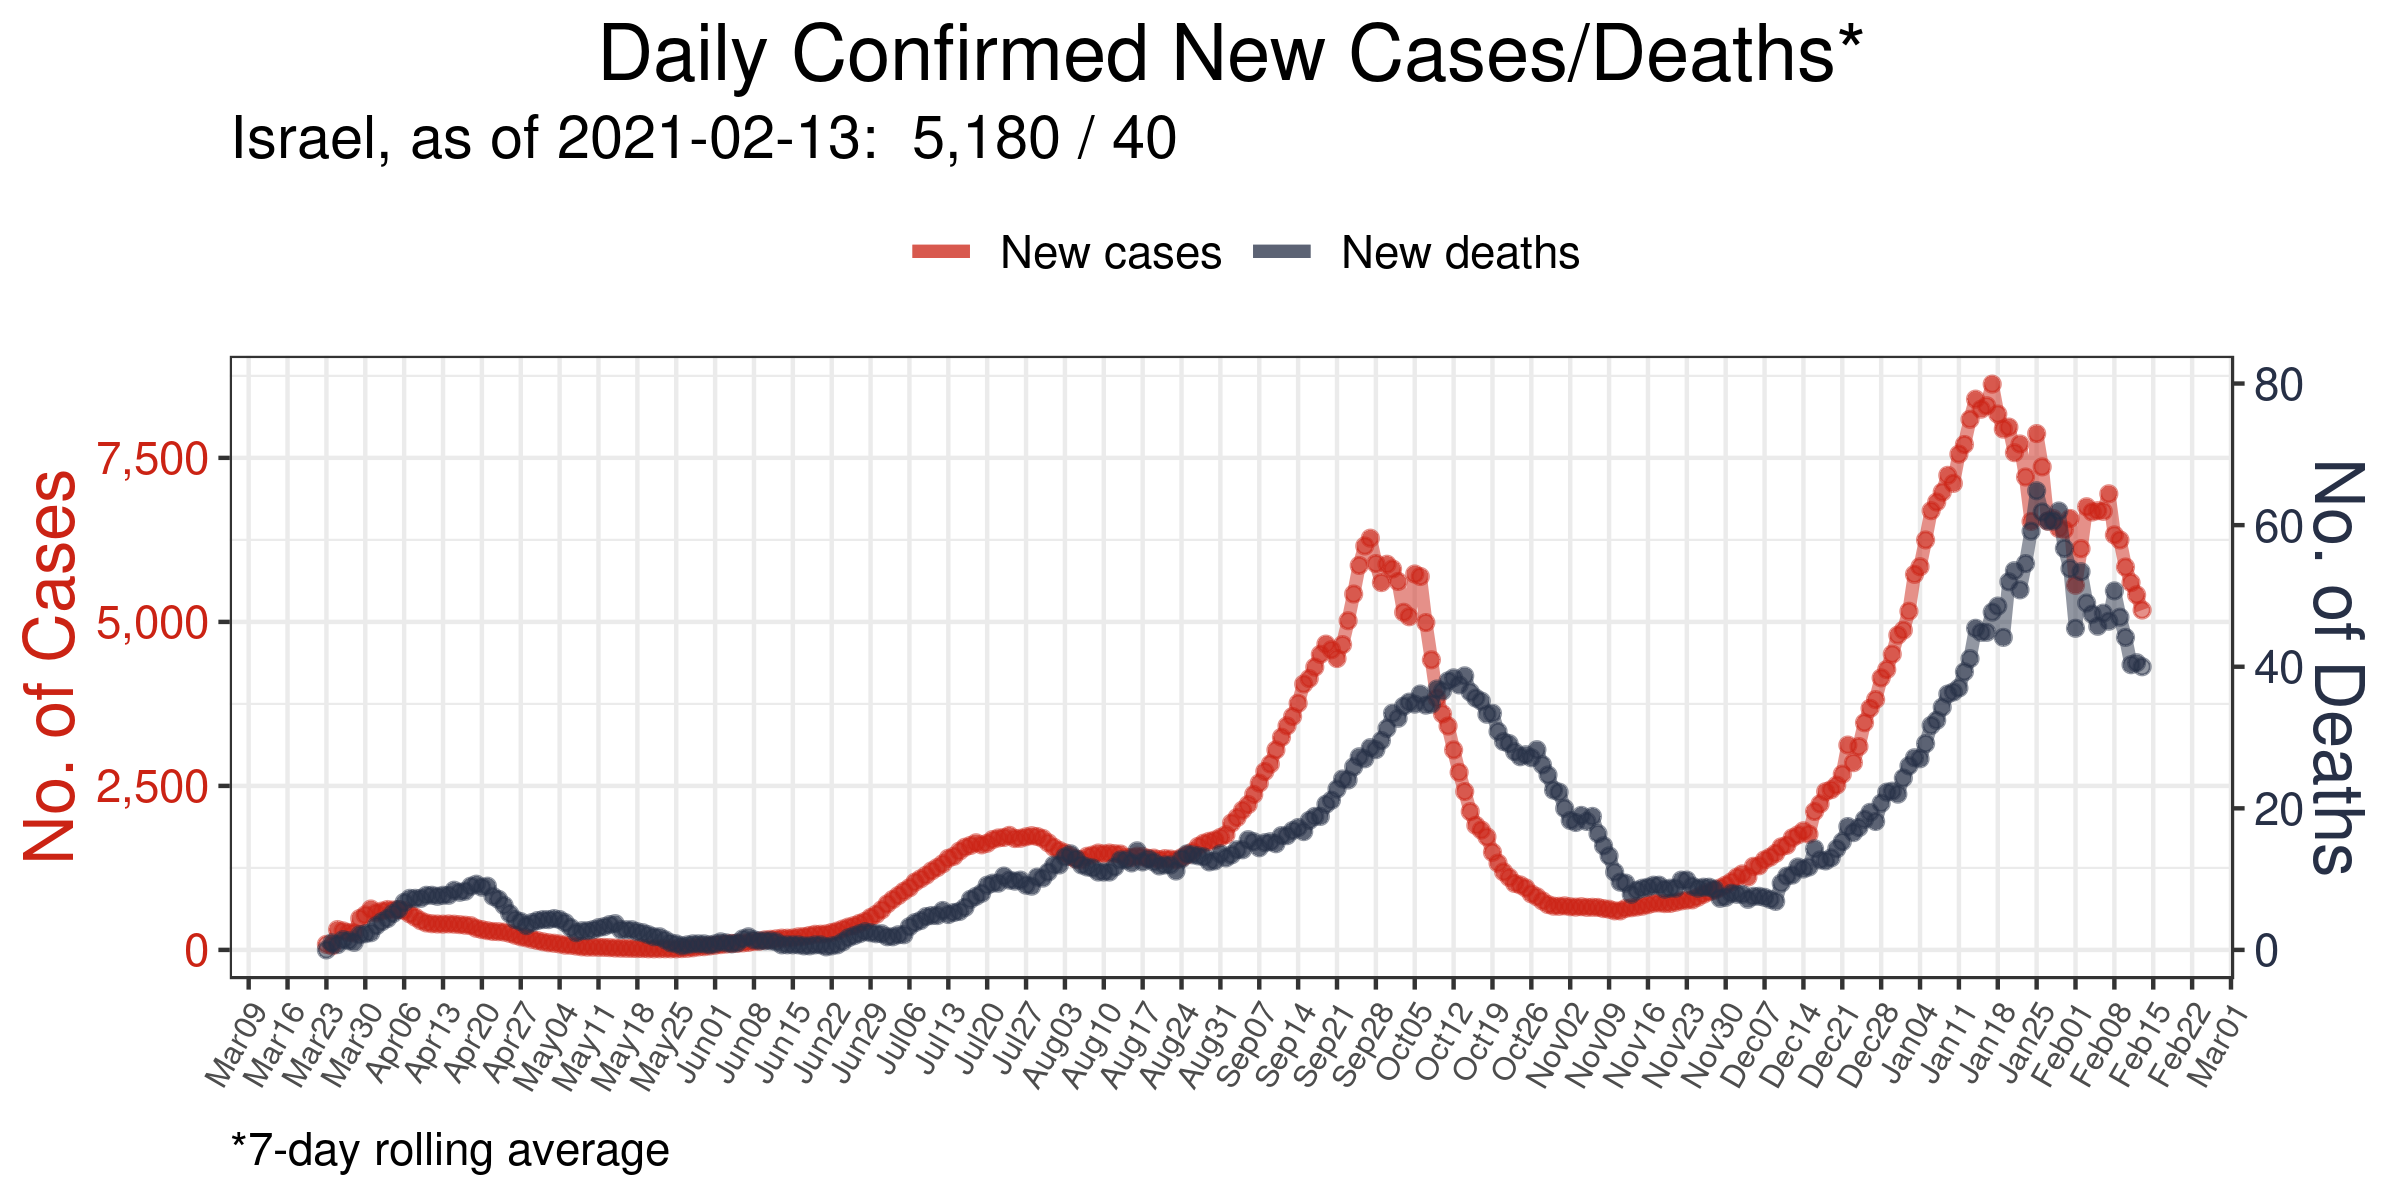 Daily Confirmed New Cases/Deaths*
Israel, as of 2021-02-13:  5,180 / 40
New cases New deaths
No. of Cases
7,500
5,000
2,500
0
80
60
40
20
0
No. of Deaths
Mar09 Mar16 Mar23 Mar30 Apr06 Apr13 Apr20 Apr27 May04 May11 May18 May25 Jun01 Jun08 Jun15 Jun22 Jun29 Jul06 Jul13 Jul20 Jul27 Aug03 Aug10 Aug17 Aug24 Aug31 Sep07 Sep14 Sep21 Sep28 Oct05 Oct12 Oct19 Oct26 Nov02 Nov09 Nov16 Nov23 Nov30 Dec07 Dec14 Dec21 Dec28 Jan04 Jan11 Jan18 Jan25 Feb01 Feb08 Feb15 Feb22 Mar01
*7-day rolling average